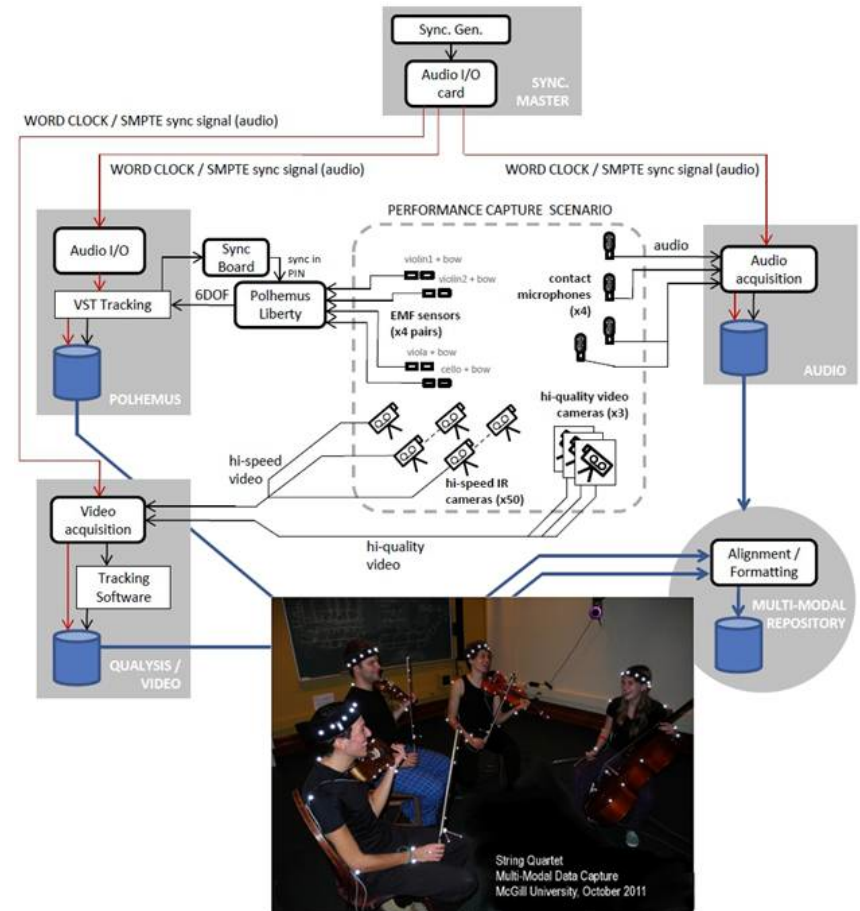 Sync. Gen.
Audio I/O
card
SYNC.
MASTER
WORD CLOCK / SMPTE sync signal (audio)
WORD CLOCK / SMPTE sync signal (audio)
WORD CLOCK / SMPTE sync signal (audio)
PERFORMANCE CAPTURE SCENARIO
Audio I/O
Sync
Board
sync in
PIN
VST Tracking
6DOF
Polhemus
Liberty
POLHEMUS
violin1 + bow
violin2 + bow
EMF sensors
(x4 pairs)
viola + bow
cello + bow
contact
microphones
(x4)
audio
Audio
acquisition
AUDIO
hi-quality video
cameras (x3)
hi-speed
video
hi-speed IR
cameras (x50)
Video
acquisition
hi-quality
video
Tracking
Software
QUALYSIS /
VIDEO
Alignment /
Formatting
MULTI-MODAL
REPOSITORY
String Quartet
Multi-Modal Data Capture
McGill University, October 2011